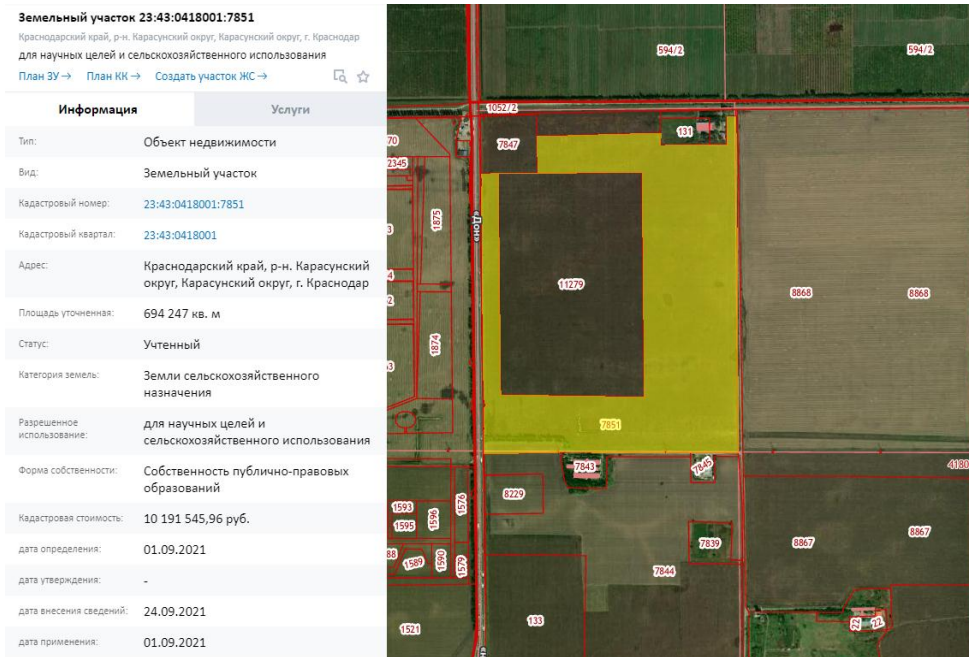 Земельный участок 23:43:0418001:7851
Краснодарский край, р-н. Карасунский округ, Карасунский округ, г. Краснодар
для научных целей и сельскохозяйственного использования
План ЗУ → План КК → Создать участок ЖС →
Информация Услуги
Тип: Объект недвижимости
Вид: Земельный участок
Кадастровый номер: 23:43:0418001:7851
Кадастровый квартал: 23:43:0418001
Адрес: Краснодарский край, р-н. Карасунский
округ, Карасунский округ, г. Краснодар
Площадь уточненная: 694 247 кв. м
Статус: Учтенный
Категория земель: Земли сельскохозяйственного
назначения
Разрешенное
использование:
для научных целей и
сельскохозяйственного использования
Форма собственности: Собственность публично-правовых
образований
Кадастровая стоимость: 10 191 545,96 руб.
дата определения: 01.09.2021
дата утверждения: -
дата внесения сведений: 24.09.2021
дата применения: 01.09.2021
594/2 594/2
1052/2
70 7847 131
2345
1875
«Дон»
11279 8868 8868
1874
7851
7843 7845 4180
8229
1593 1596 1576
1595
7839 8867 8867
88 1589 1590 1579
7844
1521 133 22 22